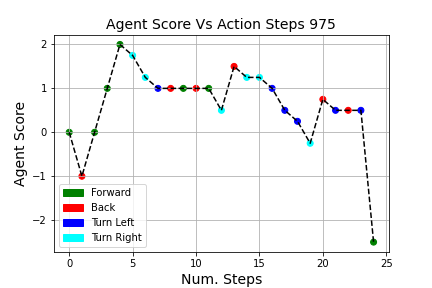 Agent Score Vs Action Steps 975
2
1
0
−1
−2
Agent Score
Forward
Back
Turn Left
Turn Right
0 5 10 15 20 25
Num. Steps